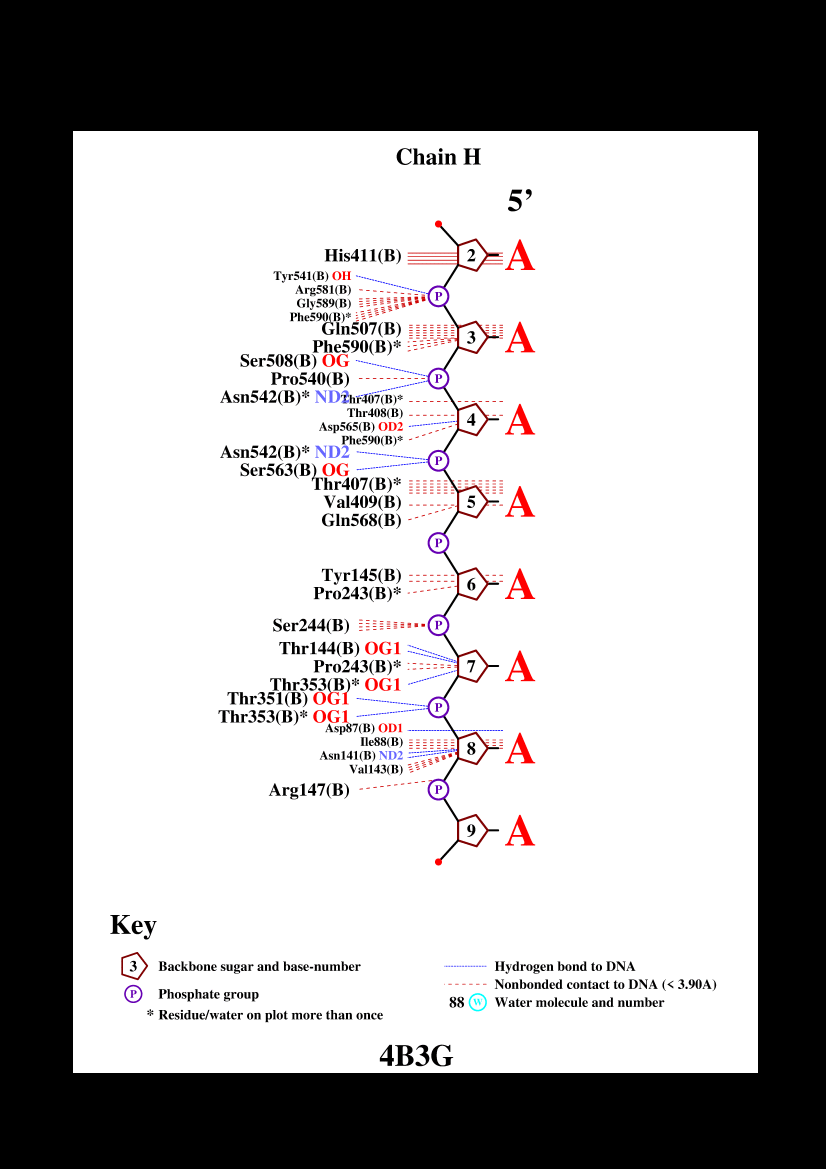 Chain H
5’
His411(B) 2 A
Tyr541(B) OH
Arg581(B) P
Gly589(B)
Phe590(B)*
Gln507(B)
3 A
Phe590(B)*
Ser508(B) OG
Pro540(B) P
Asn542(B)* ND2
Thr407(B)*
Thr408(B)
4 A
Asp565(B) OD2
Phe590(B)*
Asn542(B)* ND2
P
Ser563(B) OG
Thr407(B)*
Val409(B) 5 A
Gln568(B)
P
Tyr145(B)
6 A
Pro243(B)*
Ser244(B) P
Thr144(B) OG1
Pro243(B)* 7 A
Thr353(B)* OG1
Thr351(B) OG1
P
Thr353(B)* OG1
Asp87(B) OD1
Ile88(B)
8 A
Asn141(B) ND2
Val143(B)
Arg147(B) P
9 A
Key
3 Backbone sugar and base-number
P Phosphate group
* Residue/water on plot more than once
Hydrogen bond to DNA
Nonbonded contact to DNA (< 3.90A)
88 W Water molecule and number
4B3G